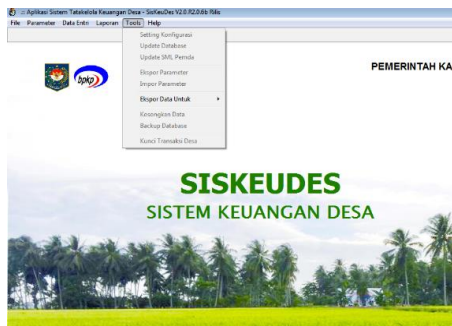 :: Aplikasi Sistem Tatakelola Keuangan Desa - SisKeuDes V2.0.R2.0.6b Rilis
File Parameter Data Entri Laporan Tools Help
Setting Konfigurasi
Update Database
Update SML Pemda
Ekspor Parameter
Impor Parameter
Ekspor Data Untuk
Kosongkan Data
Backup Database
Kunci Transaksi Desa
bpkp
PEMERINTAH KA
SISKEUDES
SISTEM KEUANGAN DESA